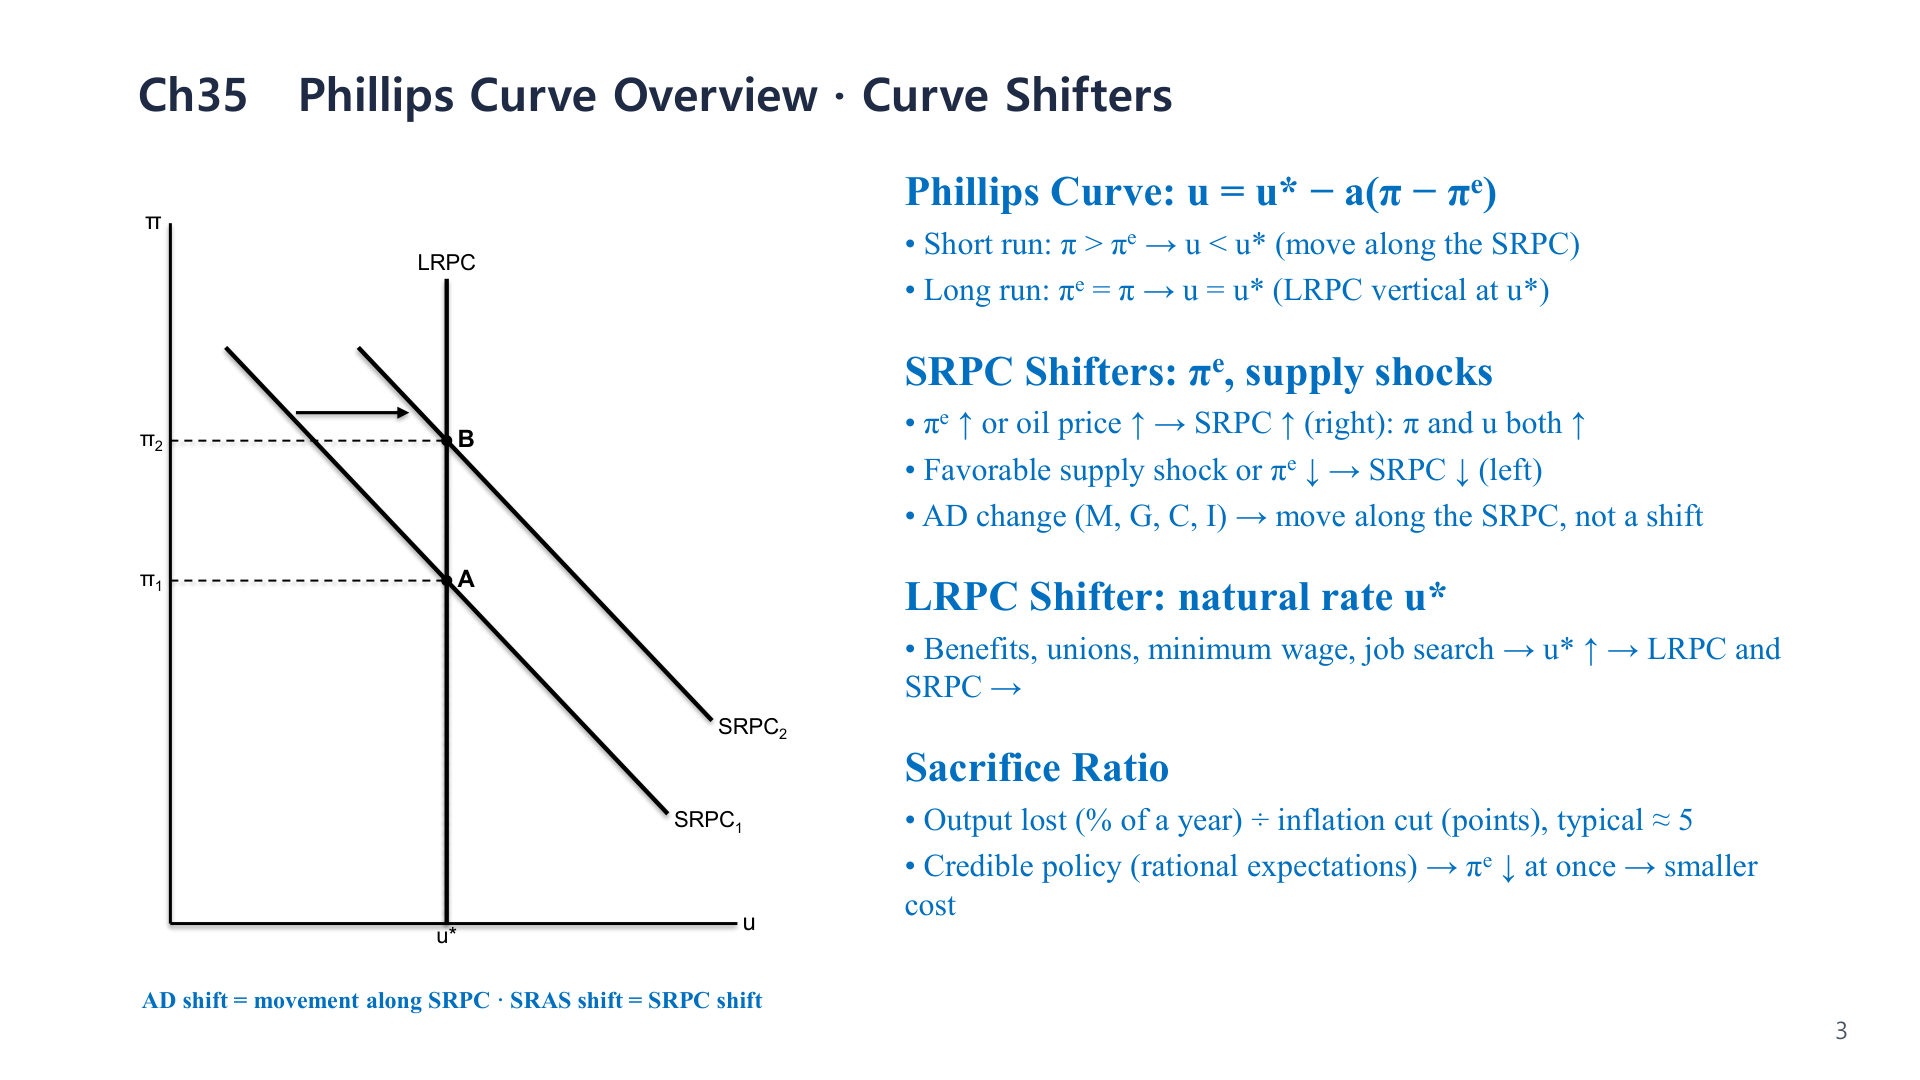 Ch35 Phillips Curve Overview · Curve Shifters
π
LRPC
π₂
B
π₁
A
SRPC₂
SRPC₁
u
u*
AD shift = movement along SRPC · SRAS shift = SRPC shift
Phillips Curve: u = u* − a(π − πᵉ)
• Short run: π > πᵉ → u < u* (move along the SRPC)
• Long run: πᵉ = π → u = u* (LRPC vertical at u*)
SRPC Shifters: πᵉ, supply shocks
• πᵉ ↑ or oil price ↑ → SRPC ↑ (right): π and u both ↑
• Favorable supply shock or πᵉ ↓ → SRPC ↓ (left)
• AD change (M, G, C, I) → move along the SRPC, not a shift
LRPC Shifter: natural rate u*
• Benefits, unions, minimum wage, job search → u* ↑ → LRPC and
SRPC →
Sacrifice Ratio
• Output lost (% of a year) ÷ inflation cut (points), typical ≈ 5
• Credible policy (rational expectations) → πᵉ ↓ at once → smaller
cost
3